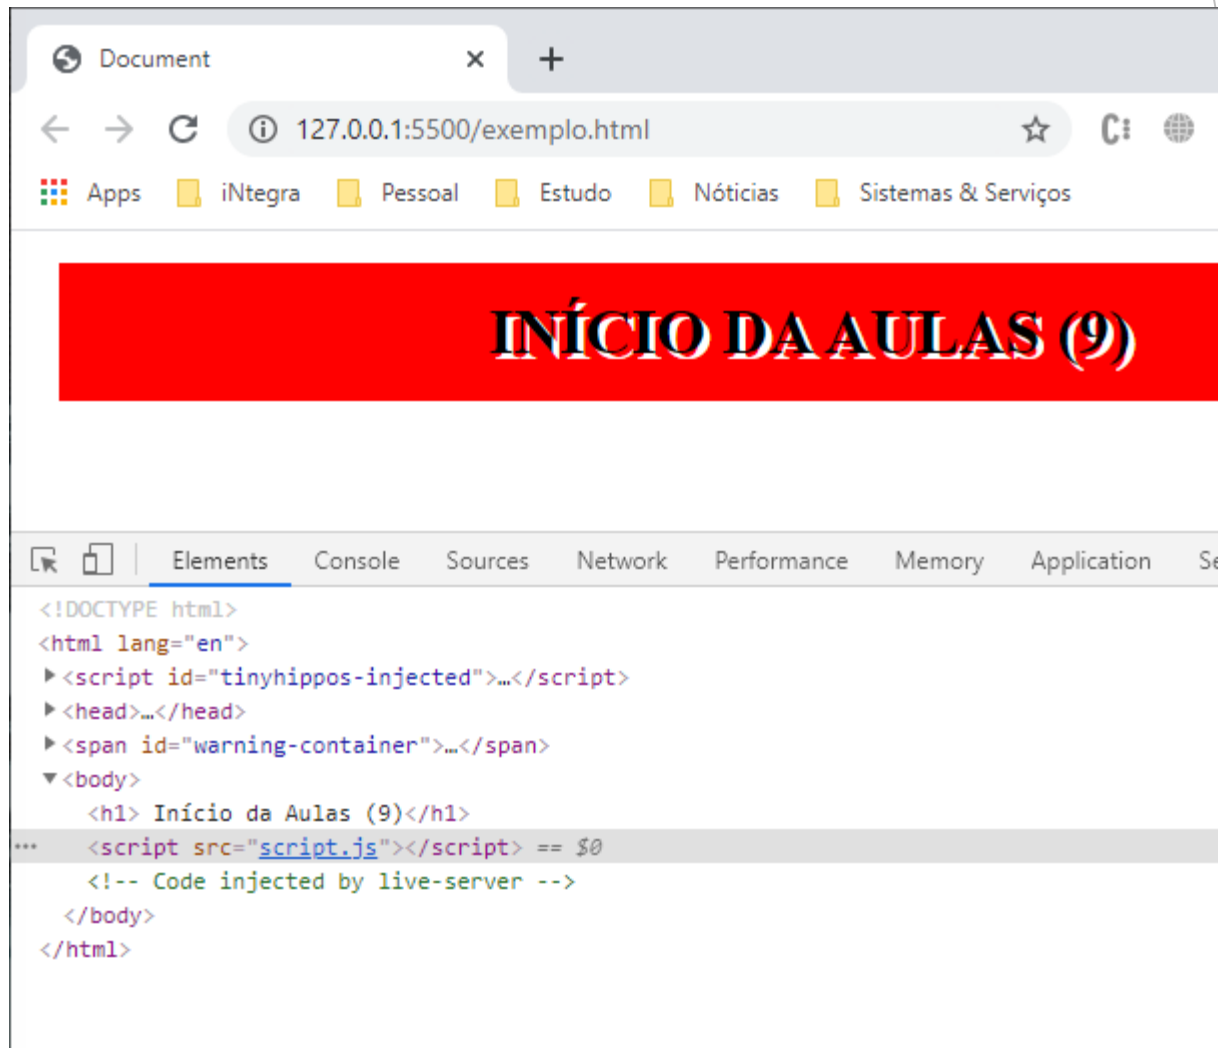 Document
127.0.0.1:5500/exemplo.html
Apps iNtegra Pessoal Estudo Nóticias Sistemas & Serviços
INÍCIO DA AULAS (9)
Elements Console Sources Network Performance Memory Application Se
<!DOCTYPE html>
<html lang="en">
<script id="tinyhippos-injected">…</script>
<head>…</head>
<span id="warning-container">…</span>
<body>
<h1> Início da Aulas (9)</h1>
<script src="script.js"></script> == $0
<!-- Code injected by live-server -->
</body>
</html>